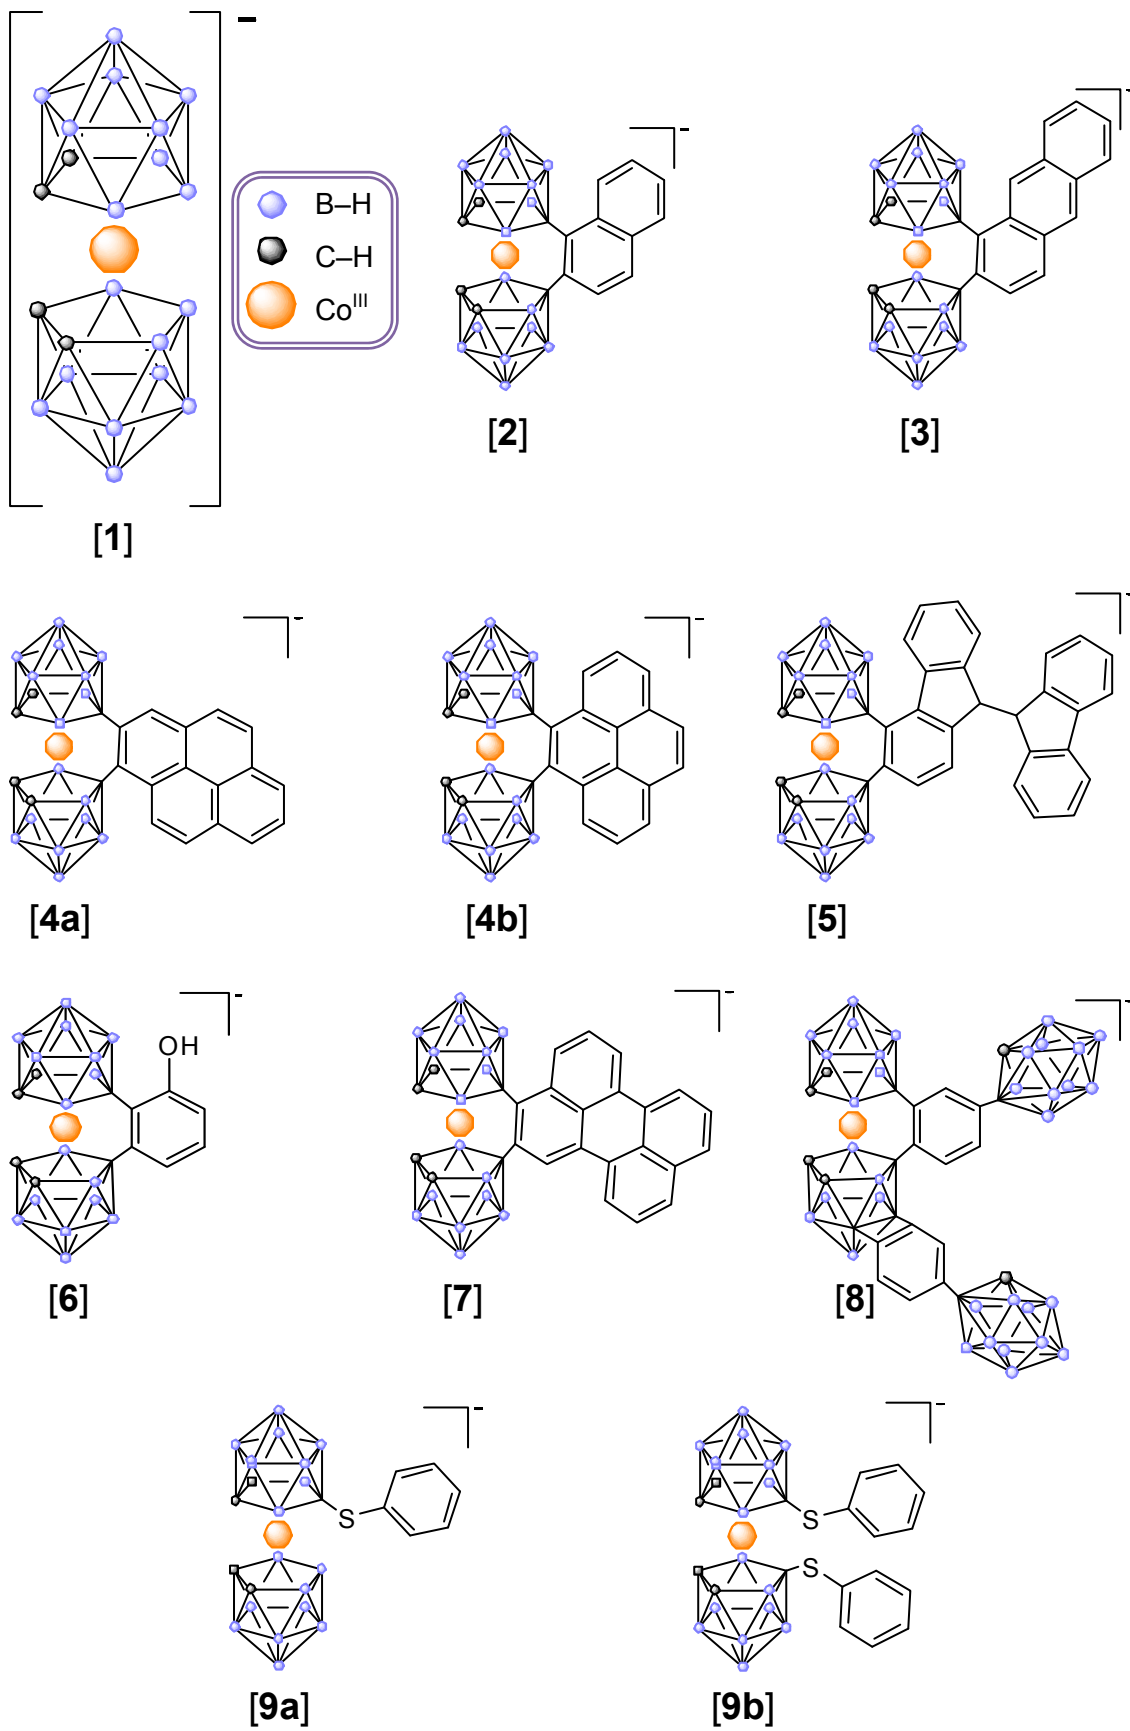 B–H
C–H
Co^III
[1]
[2]
[3]
[4a]
[4b]
[5]
OH
[6]
[7]
[8]
S
S
S
[9a]
[9b]